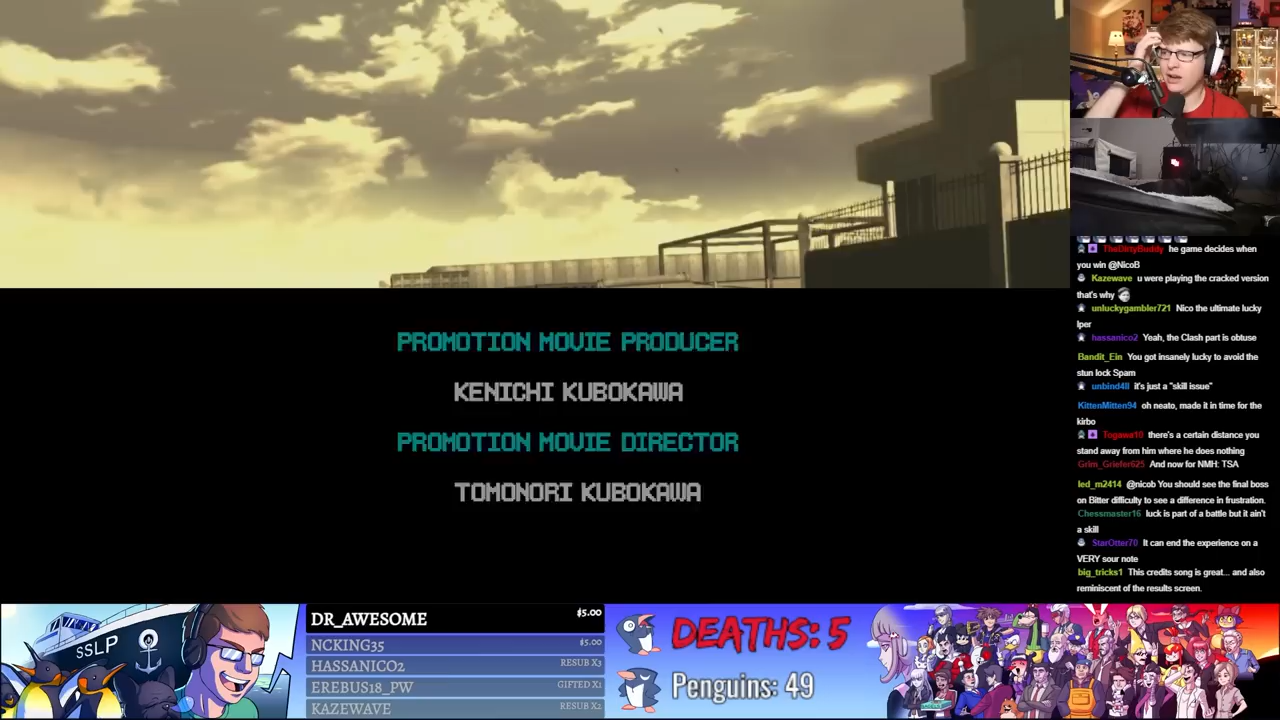 PROMOTION MOVIE PRODUCER
KENICHI KUBOKAWA
PROMOTION MOVIE DIRECTOR
TOMONORI KUBOKAWA
TheDirtyBuddy he game decides when
you win @NicoB
Kazewave u were playing the cracked version
that's why
unluckygambler721 Nico the ultimate lucky
lper
hassanico2 Yeah, the Clash part is obtuse
Bandit_Ein You got insanely lucky to avoid the
stun lock Spam
unbind4ll it's just a "skill issue"
KittenMitten94 oh neato, made it in time for the
kirbo
Togawa10 there's a certain distance you
stand away from him where he does nothing
Grim_Griefer625 And now for NMH: TSA
led_m2414 @nicob You should see the final boss
on Bitter difficulty to see a difference in frustration.
Chessmaster16 luck is part of a battle but it ain't
a skill
StarOtter70 It can end the experience on a
VERY sour note
big_tricks1 This credits song is great... and also
reminiscent of the results screen.
SSLP
DR_AWESOME $5.00
NCKING35 $5.00
HASSANICO2 RESUB X3
EREBUS18_PW GIFTED X1
KAZEWAVE RESUB X2
DEATHS: 5
Penguins: 49